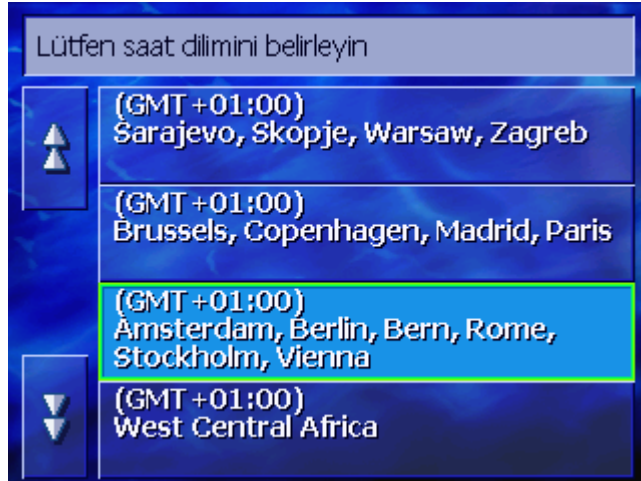 Lütfen saat dilimini belirleyin
(GMT+01:00)
Sarajevo, Skopje, Warsaw, Zagreb
(GMT+01:00)
Brussels, Copenhagen, Madrid, Paris
(GMT+01:00)
Amsterdam, Berlin, Bern, Rome,
Stockholm, Vienna
(GMT+01:00)
West Central Africa